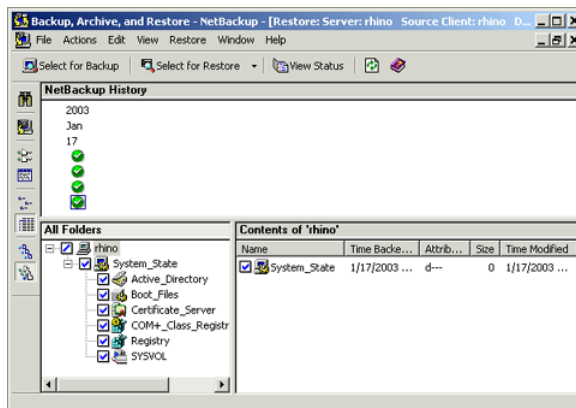 Backup, Archive, and Restore - NetBackup - [Restore: Server: rhino Source Client: rhino D...
File Actions Edit View Restore Window Help
Select for Backup Select for Restore View Status
NetBackup History
2003
Jan
17
All Folders
rhino
System_State
Active_Directory
Boot_Files
Certificate_Server
COM+_Class_Registr
Registry
SYSVOL
Contents of 'rhino'
Name Time Backe... Attrib... Size Time Modified
System_State 1/17/2003 ... d--- 0 1/17/2003 ...